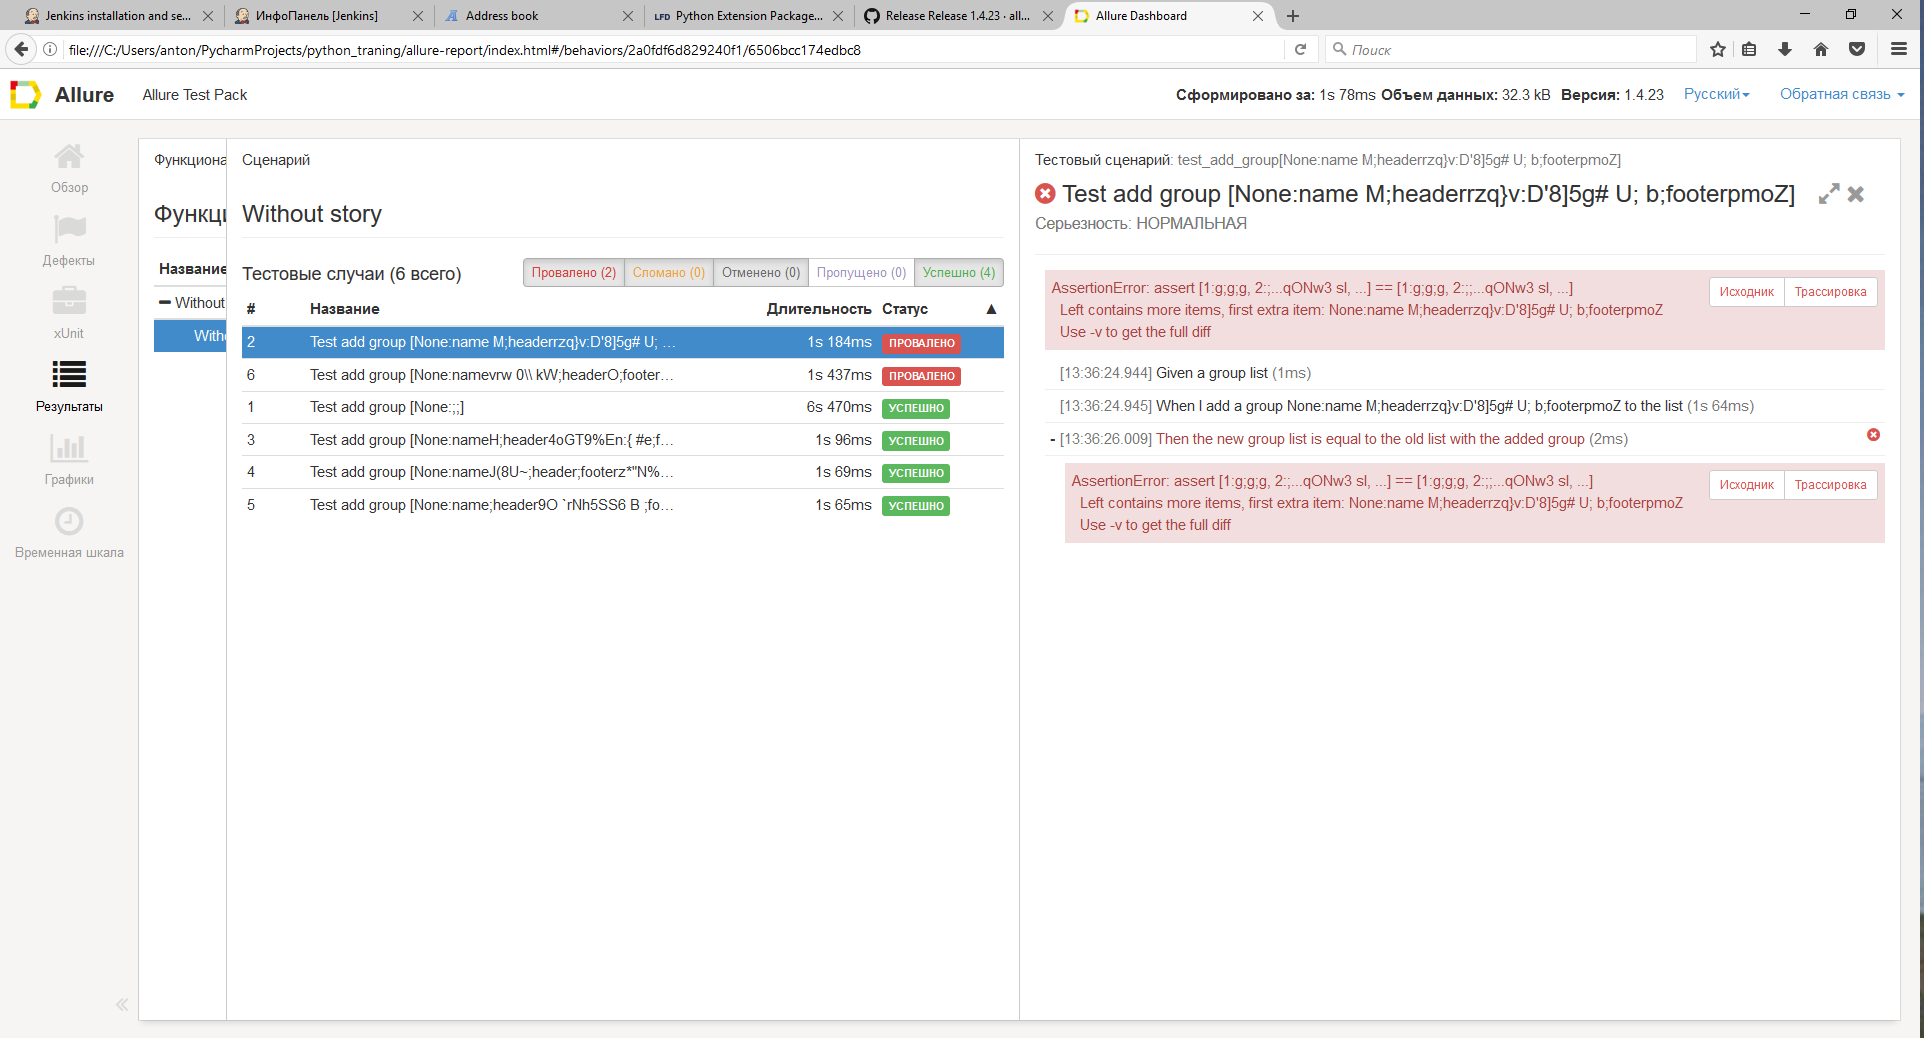 Jenkins installation and se...
ИнфоПанель [Jenkins]
Address book
LFD Python Extension Package...
Release Release 1.4.23 · all...
Allure Dashboard
file:///C:/Users/anton/PycharmProjects/python_traning/allure-report/index.html#/behaviors/2a0fdf6d829240f1/6506bcc174edbc8
Поиск
Allure
Allure Test Pack
Сформировано за: 1s 78ms Объем данных: 32.3 kB Версия: 1.4.23
Русский
Обратная связь
Обзор
Дефекты
xUnit
Результаты
Графики
Временная шкала
Функциона
Функци
Название
Without
Witho
Сценарий
Without story
Тестовые случаи (6 всего)
Провалено (2) Сломано (0) Отменено (0) Пропущено (0) Успешно (4)
# Название Длительность Статус ▲
2 Test add group [None:name M;headerrzq}v:D'8]5g# U; … 1s 184ms ПРОВАЛЕНО
6 Test add group [None:namevrw 0\\ kW;headerO;footer… 1s 437ms ПРОВАЛЕНО
1 Test add group [None:;;] 6s 470ms УСПЕШНО
3 Test add group [None:nameH;header4oGT9%En:{ #e;f… 1s 96ms УСПЕШНО
4 Test add group [None:nameJ(8U~;header;footerz*"N%… 1s 69ms УСПЕШНО
5 Test add group [None:name;header9O `rNh5SS6 B ;fo… 1s 65ms УСПЕШНО
Тестовый сценарий: test_add_group[None:name M;headerrzq}v:D'8]5g# U; b;footerpmoZ]
Test add group [None:name M;headerrzq}v:D'8]5g# U; b;footerpmoZ]
Серьезность: НОРМАЛЬНАЯ
AssertionError: assert [1:g;g;g, 2:;,...qONw3 sl, ...] == [1:g;g;g, 2:;;...qONw3 sl, ...]
Left contains more items, first extra item: None:name M;headerrzq}v:D'8]5g# U; b;footerpmoZ
Use -v to get the full diff
Исходник Трассировка
[13:36:24.944] Given a group list (1ms)
[13:36:24.945] When I add a group None:name M;headerrzq}v:D'8]5g# U; b;footerpmoZ to the list (1s 64ms)
- [13:36:26.009] Then the new group list is equal to the old list with the added group (2ms)
AssertionError: assert [1:g;g;g, 2:;,...qONw3 sl, ...] == [1:g;g;g, 2:;;...qONw3 sl, ...]
Left contains more items, first extra item: None:name M;headerrzq}v:D'8]5g# U; b;footerpmoZ
Use -v to get the full diff
Исходник Трассировка